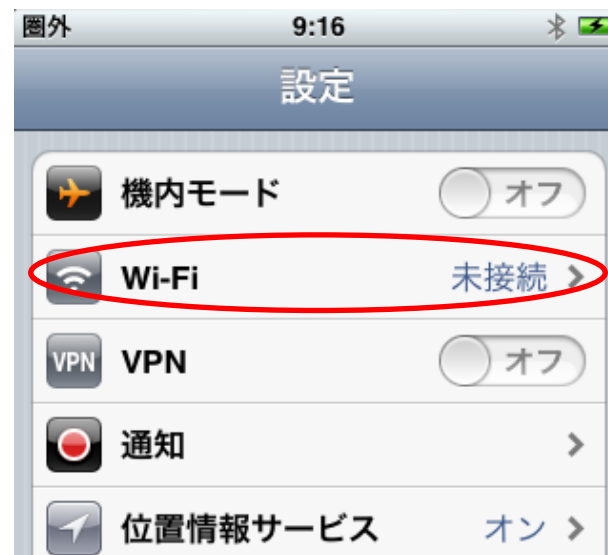 圏外 9:16
設定
機内モード オフ
Wi-Fi 未接続
VPN VPN オフ
通知
位置情報サービス オン